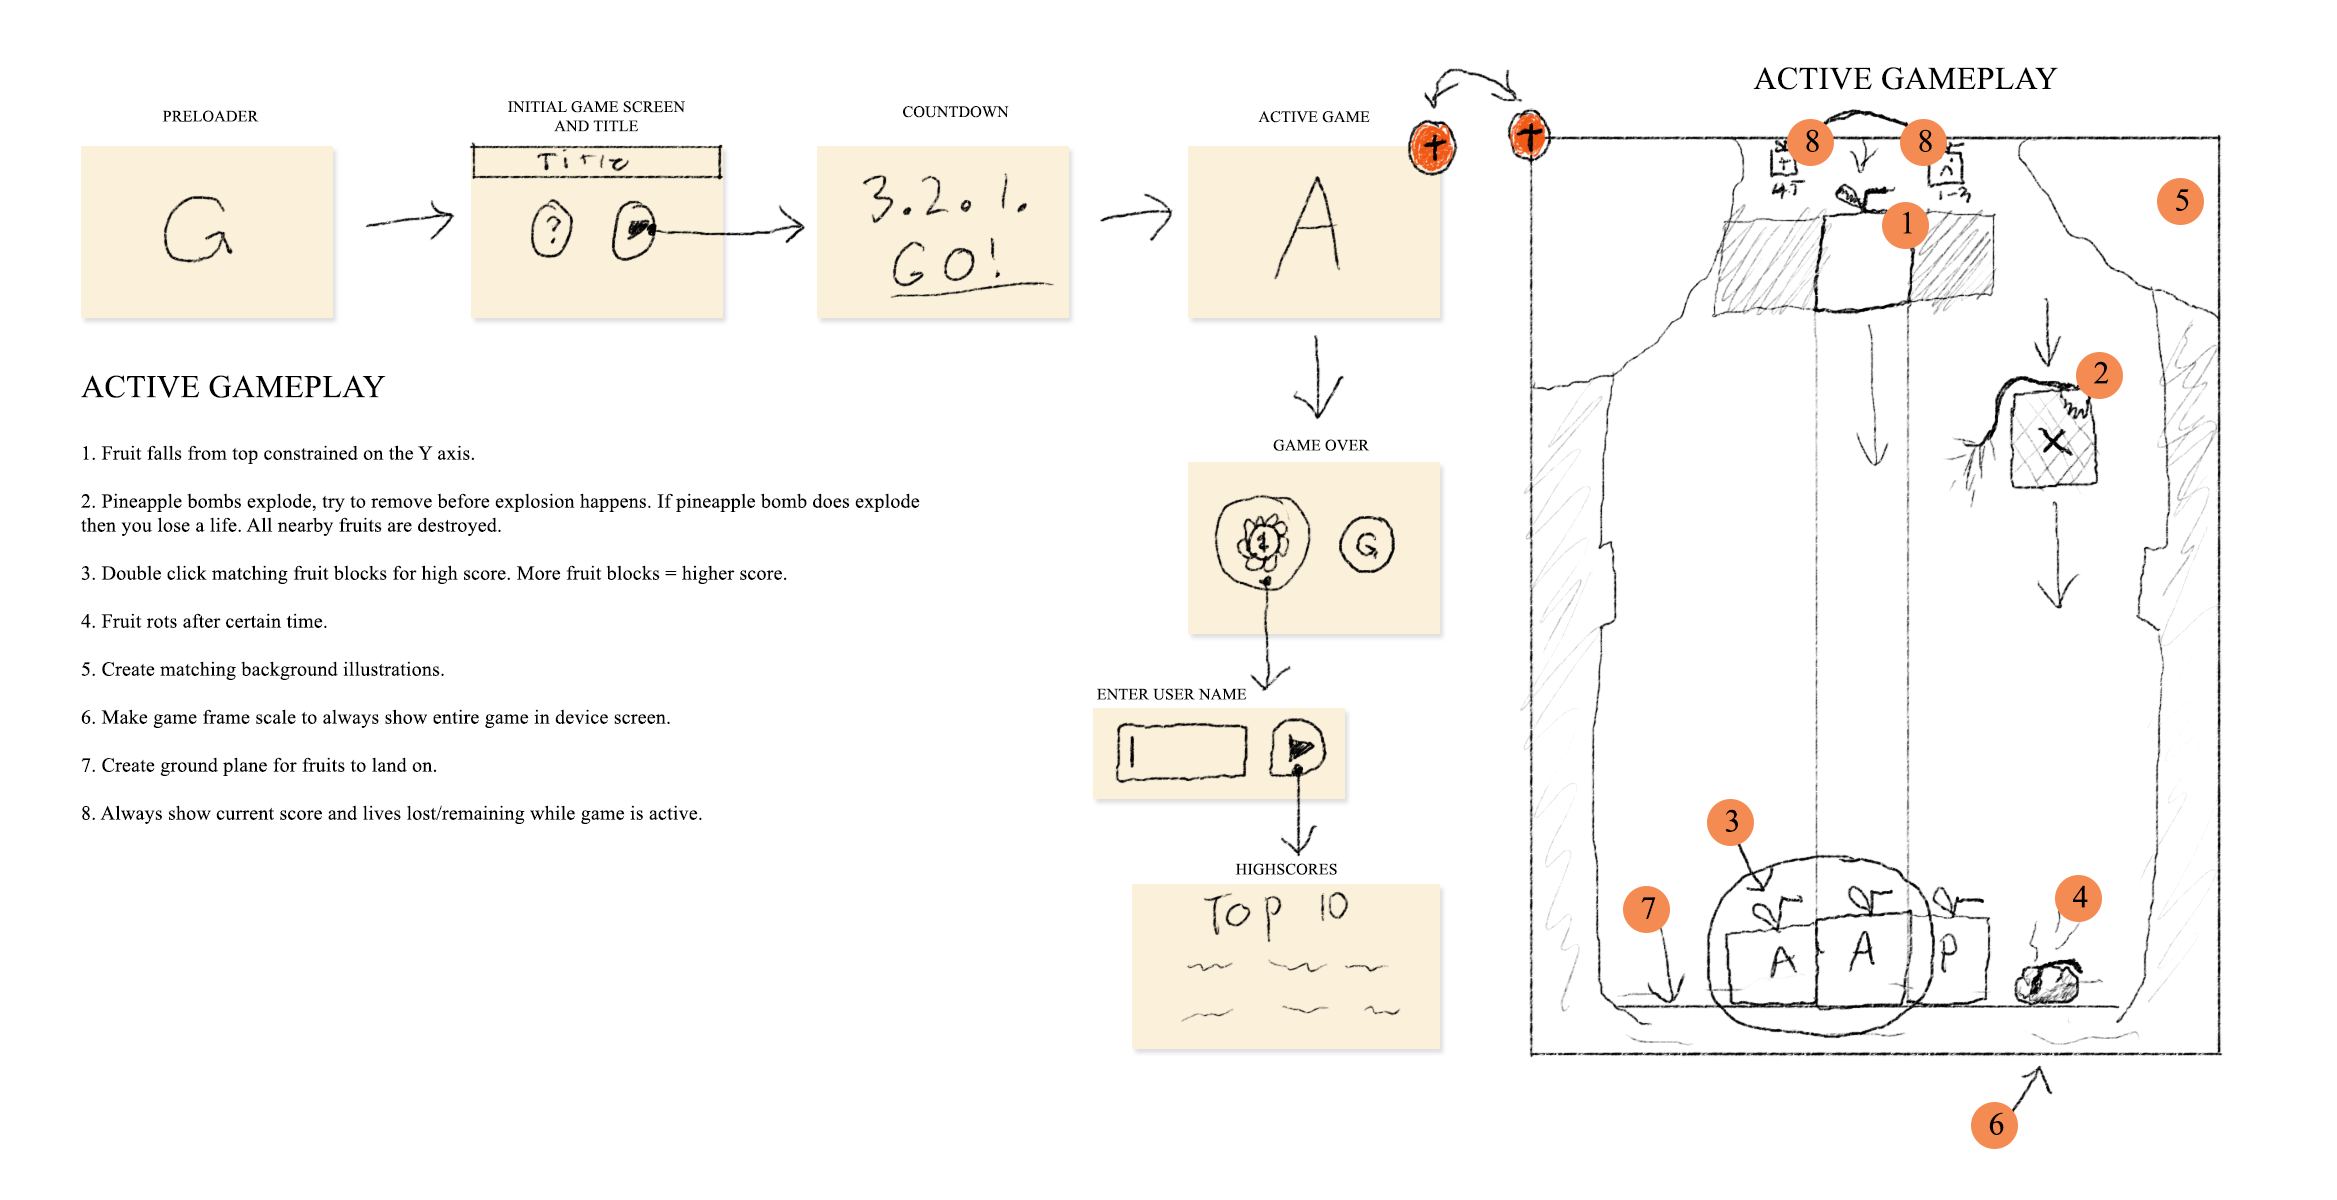 PRELOADER
G
INITIAL GAME SCREEN
AND TITLE
Title
?
COUNTDOWN
3.2.1.
GO!
ACTIVE GAME
A
GAME OVER
G
ENTER USER NAME
HIGHSCORES
TOP 10
ACTIVE GAMEPLAY
1. Fruit falls from top constrained on the Y axis.
2. Pineapple bombs explode, try to remove before explosion happens. If pineapple bomb does explode
then you lose a life. All nearby fruits are destroyed.
3. Double click matching fruit blocks for high score. More fruit blocks = higher score.
4. Fruit rots after certain time.
5. Create matching background illustrations.
6. Make game frame scale to always show entire game in device screen.
7. Create ground plane for fruits to land on.
8. Always show current score and lives lost/remaining while game is active.
ACTIVE GAMEPLAY
8
8
1-3
5
1
2
X
3
7
4
A
A
P
6